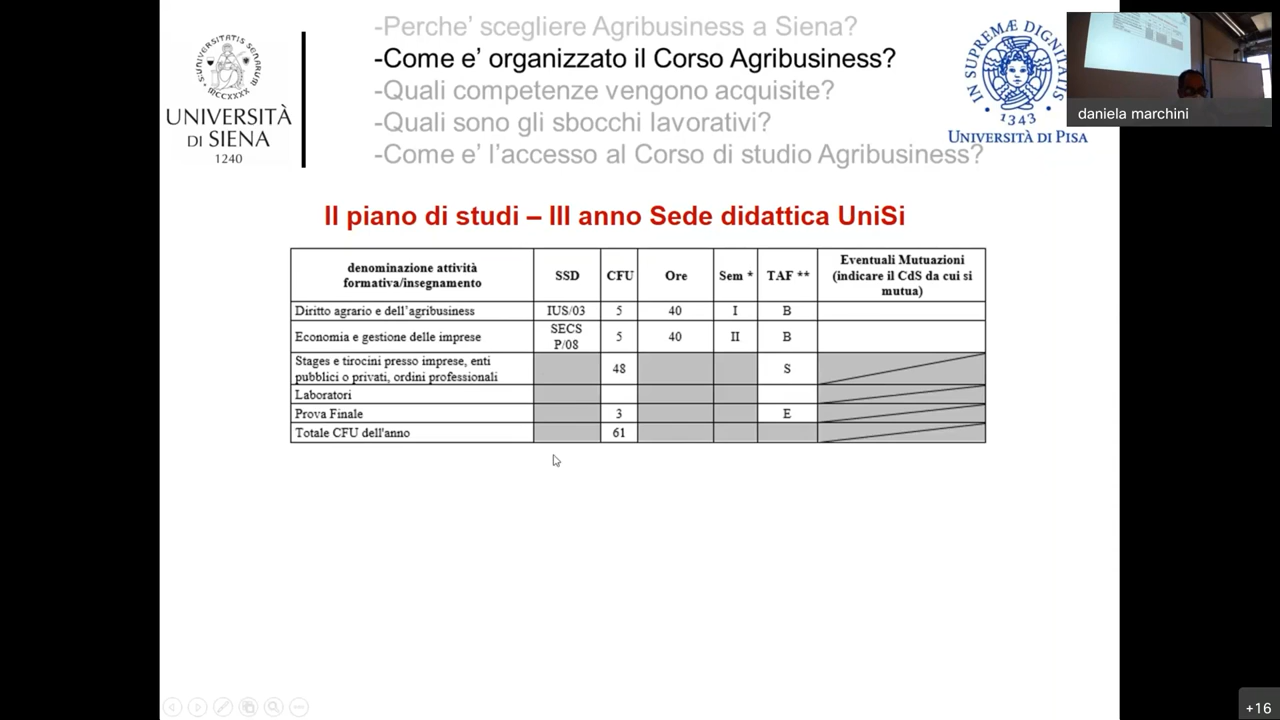 -Perche' scegliere Agribusiness a Siena?
-Come e' organizzato il Corso Agribusiness?
-Quali competenze vengono acquisite?
-Quali sono gli sbocchi lavorativi?
-Come e' l'accesso al Corso di studio Agribusiness?
UNIVERSITÀ
DI SIENA
1240
IN SUPREMÆ DIGNITATIS
1343
UNIVERSITÀ DI PISA
daniela marchini
Il piano di studi – III anno Sede didattica UniSi
denominazione attività
formativa/insegnamento
SSD
CFU
Ore
Sem *
TAF **
Eventuali Mutuazioni
(indicare il CdS da cui si
mutua)
Diritto agrario e dell'agribusiness IUS/03 5 40 I B
Economia e gestione delle imprese SECS
P/08 5 40 II B
Stages e tirocini presso imprese, enti
pubblici o privati, ordini professionali 48 S
Laboratori
Prova Finale 3 E
Totale CFU dell'anno 61
+16